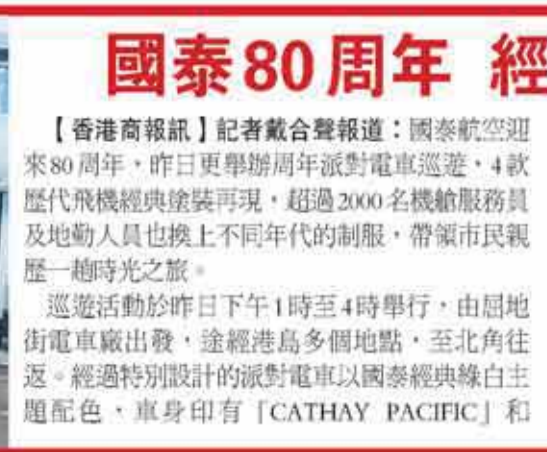 國泰80周年 經
【香港商報訊】記者戴合聲報道：國泰航空迎
來80周年，昨日更舉辦周年派對電車巡遊，4款
歷代飛機經典塗裝再現，超過2000名機艙服務員
及地勤人員也換上不同年代的制服，帶領市民親
歷一趟時光之旅。
巡遊活動於昨日下午1時至4時舉行，由屈地
街電車廠出發，途經港島多個地點，至北角往
返。經過特別設計的派對電車以國泰經典綠白主
題配色，車身印有「CATHAY PACIFIC」和